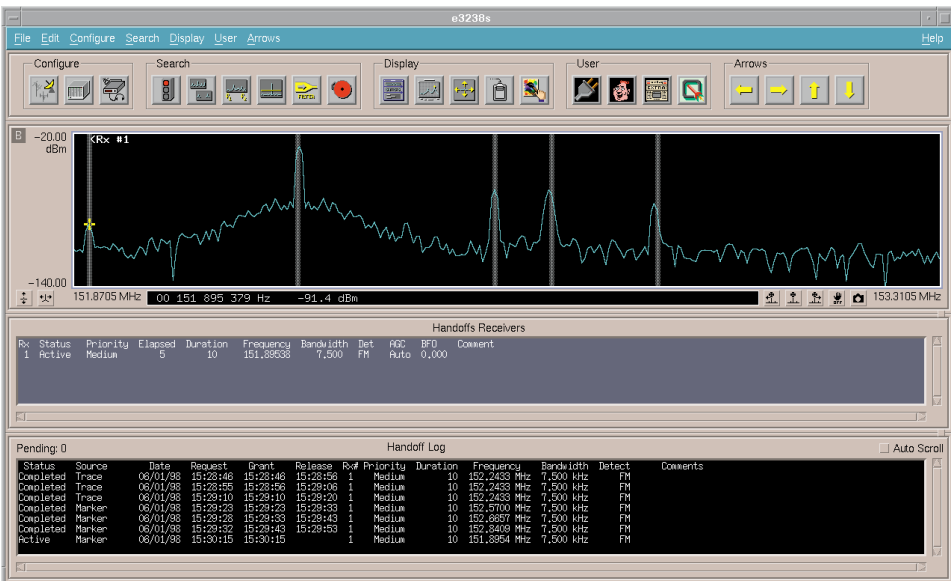 e3238s
File Edit Configure Search Display User Arrows Help
Configure Search Display User Arrows
FILTER
B -20.00 <Rx #1
dBm
-140.00
151.8705 MHz 00 151 895 379 Hz -91.4 dBm OFF 153.3105 MHz
Handoffs Receivers
Rx Status Priority Elapsed Duration Frequency Bandwidth Det AGC BFO Comment
1 Active Medium 5 10 151.89538 7.500 FM Auto 0.000
Pending: 0 Handoff Log Auto Scroll
Status Source Date Request Grant Release Rx# Priority Duration Frequency Bandwidth Detect Comments
Completed Trace 06/01/98 15:28:46 15:28:46 15:28:56 1 Medium 10 152.2433 MHz 7.500 kHz FM
Completed Trace 06/01/98 15:28:55 15:28:56 15:29:06 1 Medium 10 152.2433 MHz 7.500 kHz FM
Completed Trace 06/01/98 15:29:10 15:29:10 15:29:20 1 Medium 10 152.2433 MHz 7.500 kHz FM
Completed Marker 06/01/98 15:29:23 15:29:23 15:29:33 1 Medium 10 152.5700 MHz 7.500 kHz FM
Completed Marker 06/01/98 15:29:28 15:29:33 15:29:43 1 Medium 10 152.6657 MHz 7.500 kHz FM
Completed Marker 06/01/98 15:29:32 15:29:43 15:29:53 1 Medium 10 152.8409 MHz 7.500 kHz FM
Active Marker 06/01/98 15:30:15 15:30:15 1 Medium 10 151.8954 MHz 7.500 kHz FM